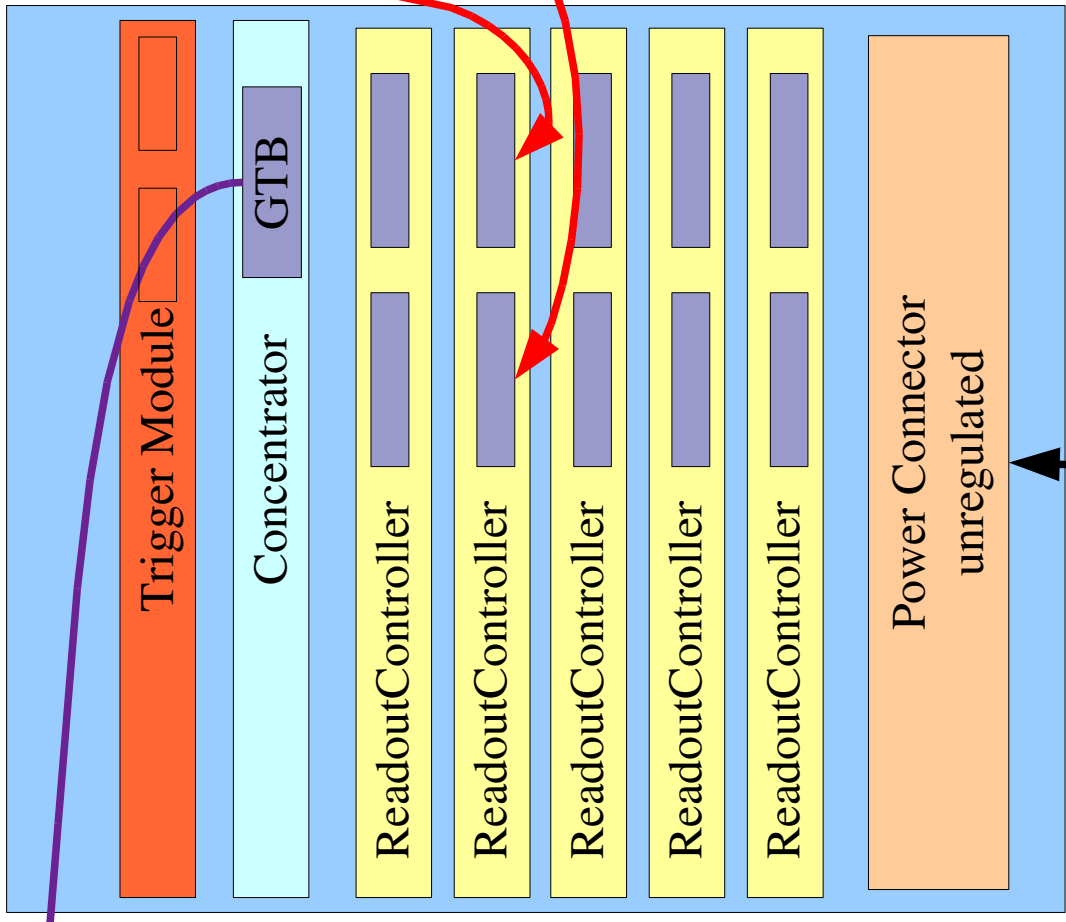 Trigger Module
GTB
Concentrator
ReadoutController
ReadoutController
ReadoutController
ReadoutController
ReadoutController
Power Connector
unregulated